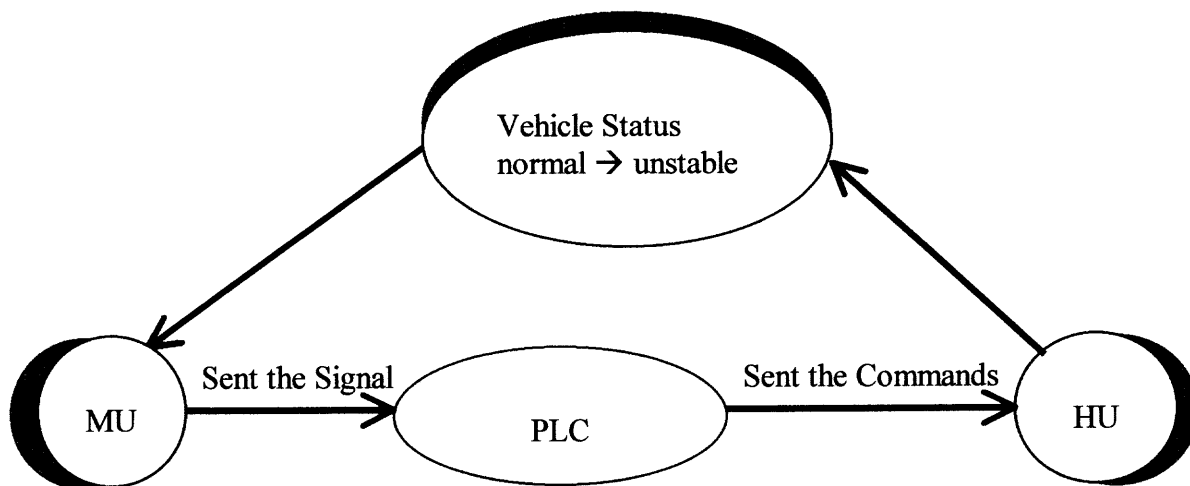 Vehicle Status
normal → unstable
Sent the Signal
Sent the Commands
MU
PLC
HU